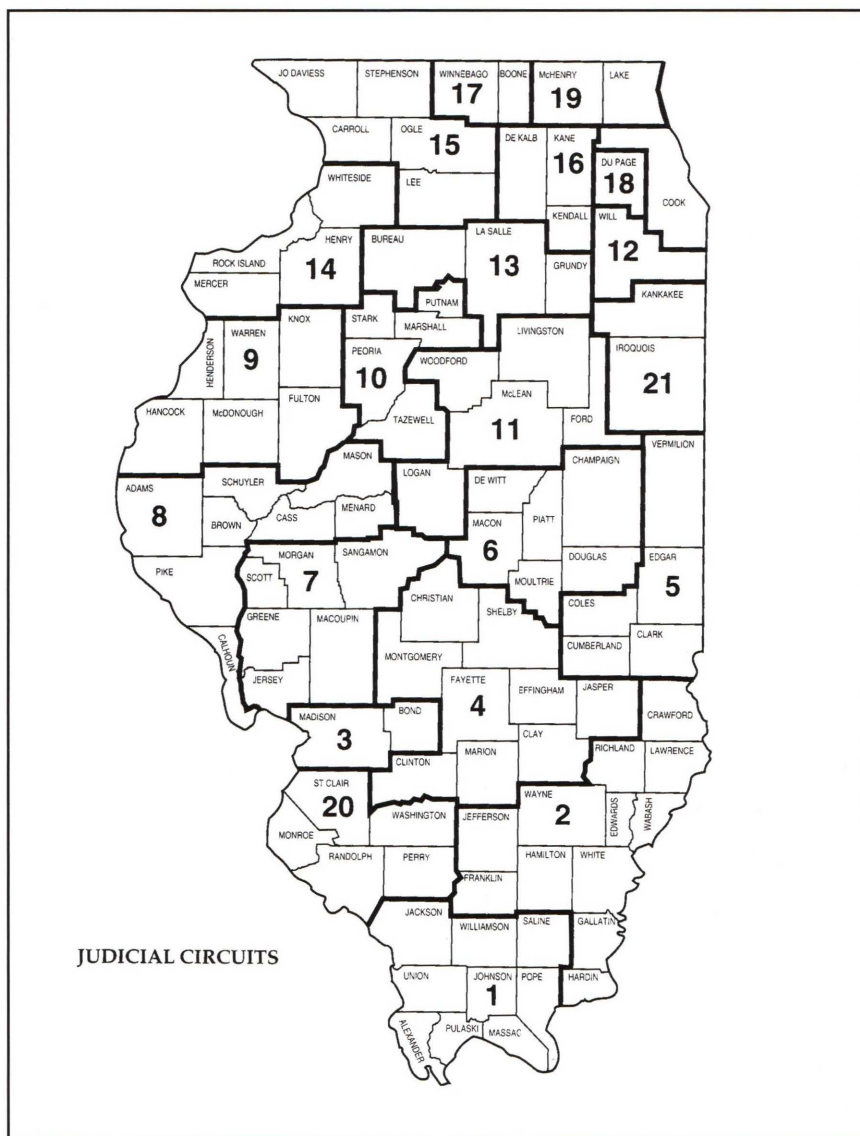 JO DAVIESS
STEPHENSON
WINNEBAGO
BOONE
McHENRY
LAKE
17
19
CARROLL
OGLE
15
DE KALB
KANE
16
DU PAGE
18
COOK
WHITESIDE
LEE
KENDALL
WILL
12
ROCK ISLAND
HENRY
14
BUREAU
LA SALLE
13
GRUNDY
MERCER
PUTNAM
KANKAKEE
HENDERSON
WARREN
9
KNOX
STARK
MARSHALL
PEORIA
10
WOODFORD
LIVINGSTON
IROQUOIS
21
HANCOCK
McDONOUGH
FULTON
TAZEWELL
McLEAN
11
FORD
VERMILION
ADAMS
8
SCHUYLER
MASON
LOGAN
DE WITT
CHAMPAIGN
BROWN
CASS
MENARD
MACON
6
PIATT
PIKE
MORGAN
7
SANGAMON
DOUGLAS
EDGAR
5
SCOTT
CHRISTIAN
MOULTRIE
SHELBY
COLES
GREENE
MACOUPIN
CUMBERLAND
CLARK
CALHOUN
JERSEY
MONTGOMERY
FAYETTE
4
EFFINGHAM
JASPER
CRAWFORD
MADISON
3
BOND
CLAY
RICHLAND
LAWRENCE
CLINTON
MARION
ST CLAIR
20
WASHINGTON
JEFFERSON
WAYNE
2
EDWARDS
WABASH
MONROE
RANDOLPH
PERRY
HAMILTON
WHITE
FRANKLIN
JACKSON
WILLIAMSON
SALINE
GALLATIN
JUDICIAL CIRCUITS
UNION
JOHNSON
1
POPE
HARDIN
ALEXANDER
PULASKI
MASSAC